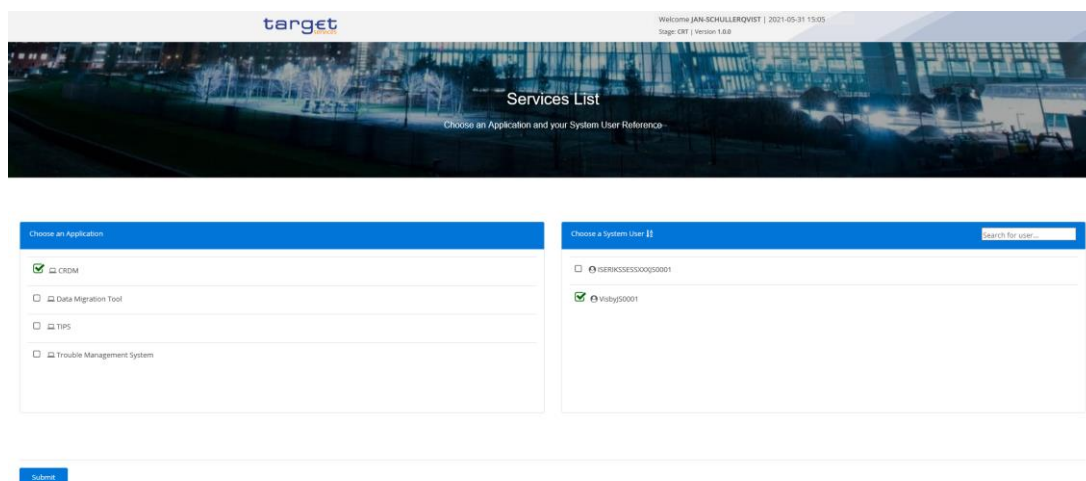 target
services
Welcome JAN-SCHULLERQVIST | 2021-05-31 15:05
Stage: CRT | Version 1.0.0
Services List
Choose an Application and your System User Reference
Choose an Application
CRDM
Data Migration Tool
TIPS
Trouble Management System
Choose a System User
Search for user...
ISERIKSSESSXXXJS0001
VisbyJS0001
Submit